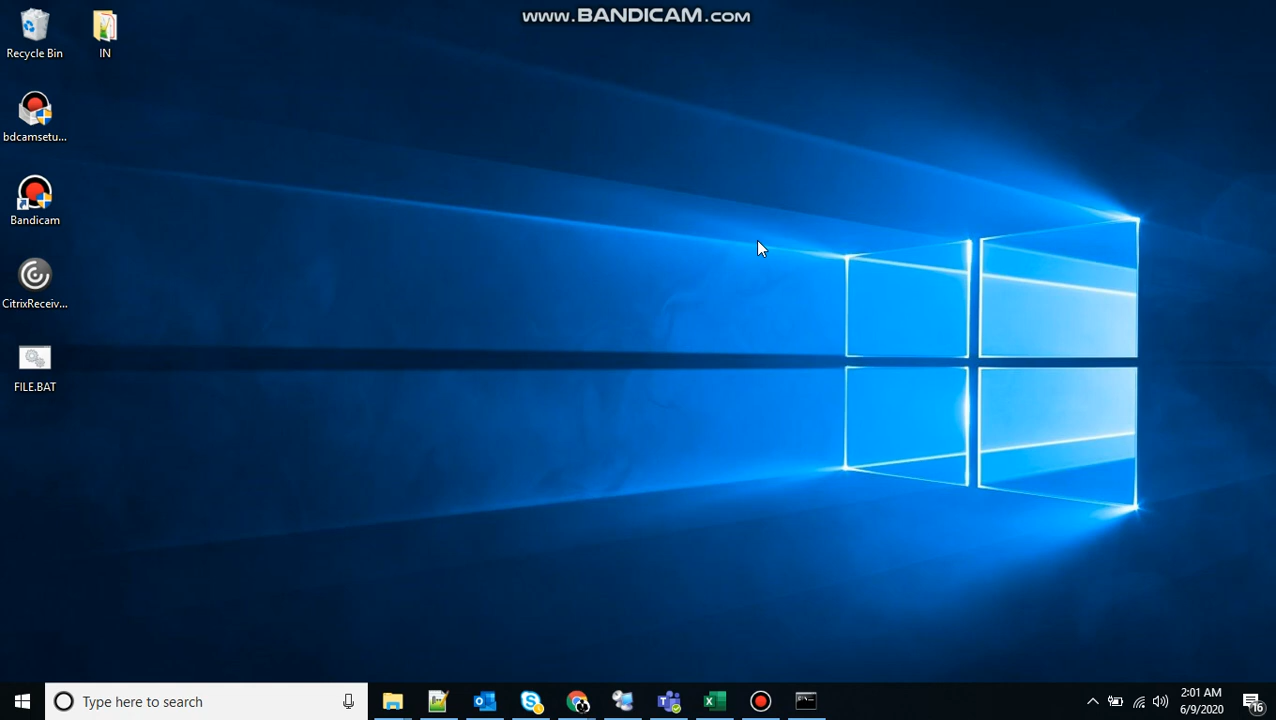 www.BANDICAM.com
Recycle Bin
IN
bdcamsetu...
Bandicam
CitrixReceiv...
FILE.BAT
Type here to search
2:01 AM
6/9/2020
16